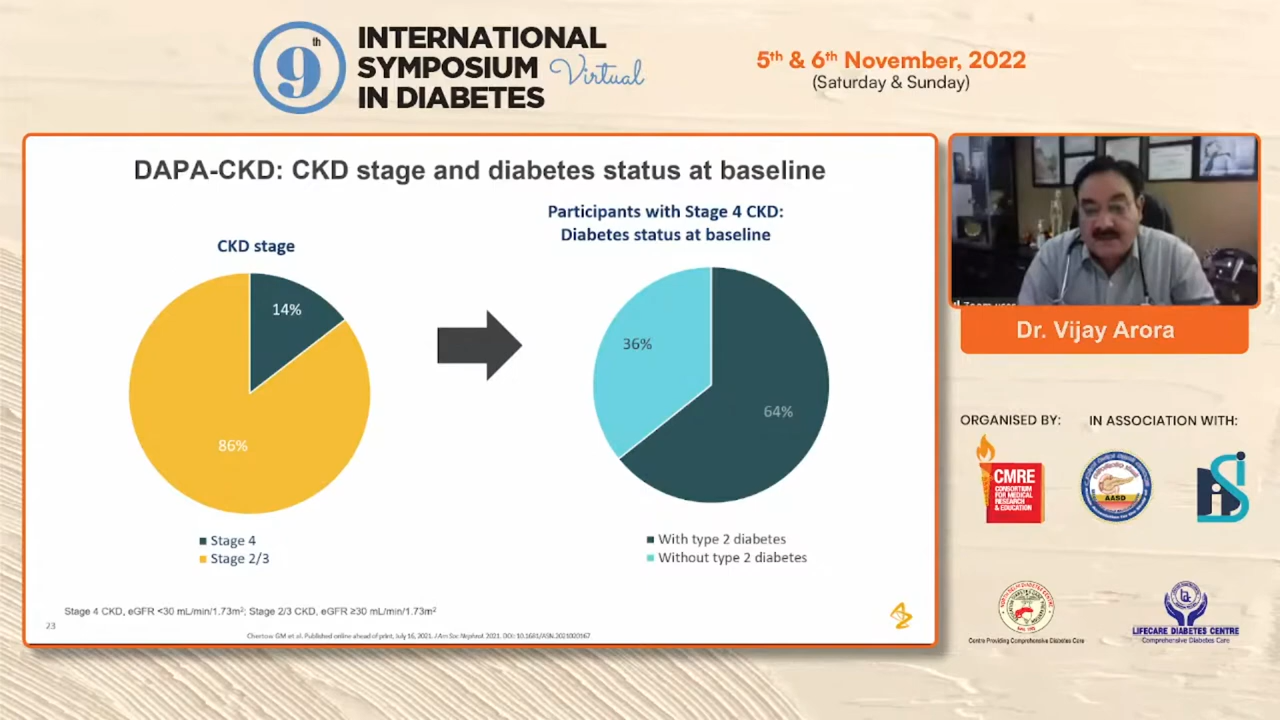 9th
INTERNATIONAL
SYMPOSIUM Virtual
IN DIABETES
5th & 6th November, 2022
(Saturday & Sunday)
DAPA-CKD: CKD stage and diabetes status at baseline
CKD stage
14%
86%
Stage 4
Stage 2/3
Participants with Stage 4 CKD:
Diabetes status at baseline
36%
64%
With type 2 diabetes
Without type 2 diabetes
Stage 4 CKD, eGFR <30 mL/min/1.73m²; Stage 2/3 CKD, eGFR ≥30 mL/min/1.73m²
23
Chertow GM et al. Published online ahead of print, July 16, 2021. J Am Soc Nephrol. 2021. DOI: 10.1681/ASN.2021020167
Zoom user
Dr. Vijay Arora
ORGANISED BY:
IN ASSOCIATION WITH:
CMRE
CONSORTIUM
FOR MEDICAL
RESEARCH
& EDUCATION
AASD
Centre Providing Comprehensive Diabetes Care
LIFECARE DIABETES CENTRE
Comprehensive Diabetes Care